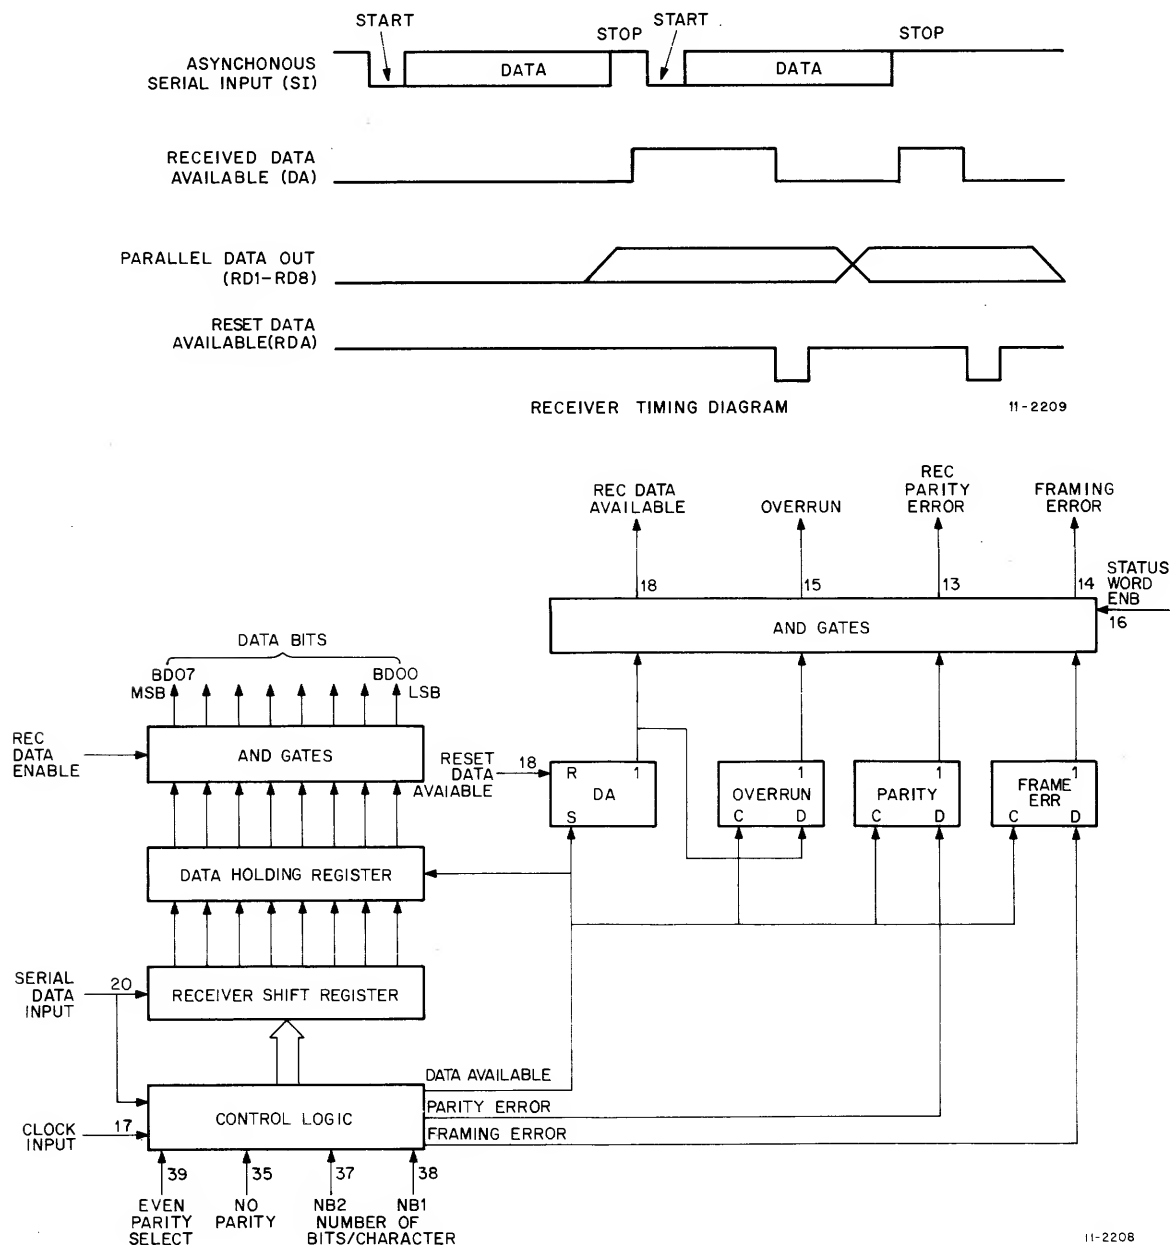 START
START
STOP
STOP
ASYNCHONOUS
SERIAL INPUT (SI)
DATA
DATA
RECEIVED DATA
AVAILABLE (DA)
PARALLEL DATA OUT
(RD1-RD8)
RESET DATA
AVAILABLE(RDA)
RECEIVER TIMING DIAGRAM
11-2209
REC DATA
AVAILABLE
OVERRUN
REC
PARITY
ERROR
FRAMING
ERROR
18
15
13
14
STATUS
WORD
ENB
16
AND GATES
DATA BITS
BD07
BD00
MSB
LSB
REC
DATA
ENABLE
AND GATES
RESET
DATA
AVAIABLE
18
R
1
DA
S
1
OVERRUN
C
D
1
PARITY
C
D
1
FRAME
ERR
C
D
DATA HOLDING REGISTER
SERIAL
DATA
INPUT
20
RECEIVER SHIFT REGISTER
DATA AVAILABLE
PARITY ERROR
FRAMING ERROR
CONTROL LOGIC
CLOCK
INPUT
17
39
35
37
38
EVEN
PARITY
SELECT
NO
PARITY
NB2
NB1
NUMBER OF
BITS/CHARACTER
11-2208